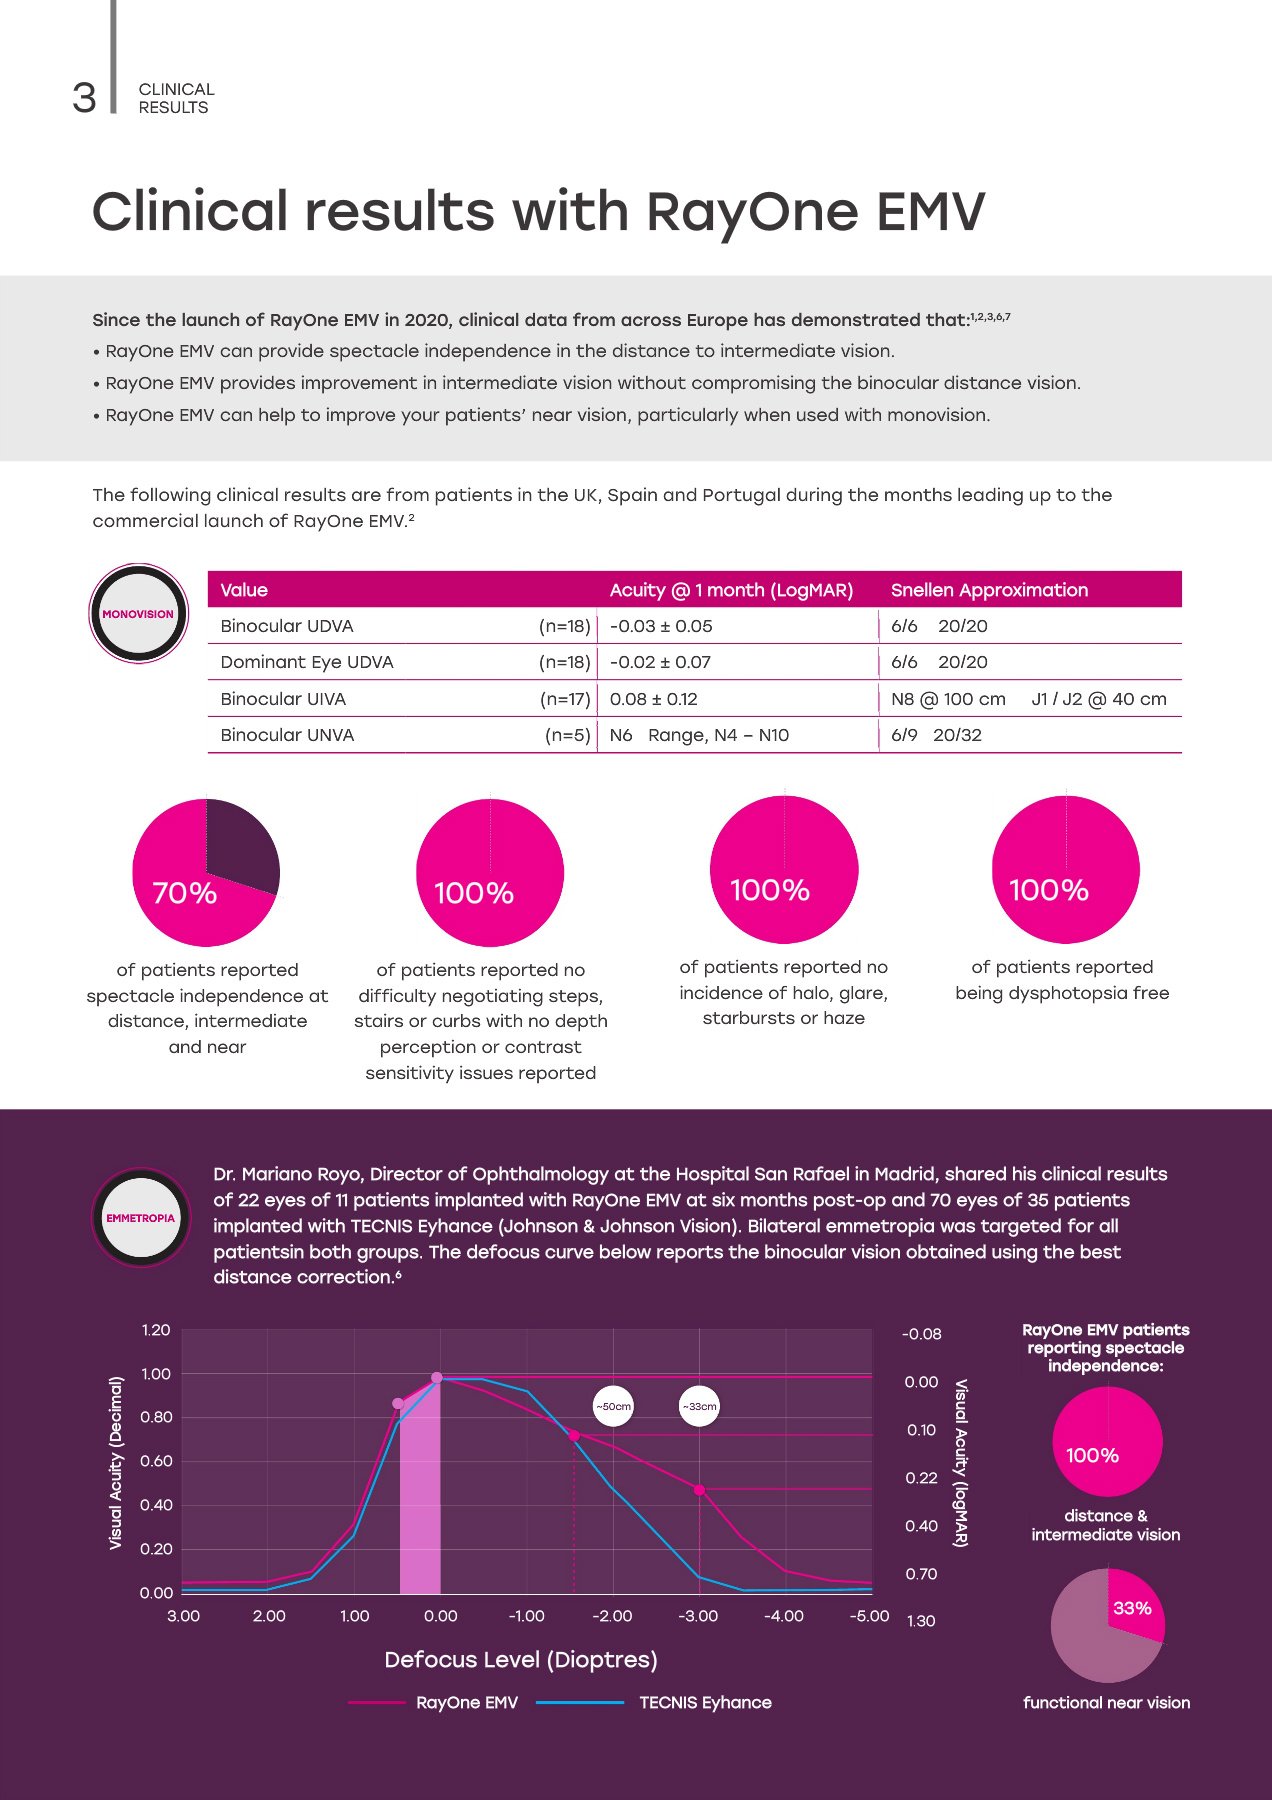 3
CLINICAL
RESULTS
Clinical results with RayOne EMV
Since the launch of RayOne EMV in 2020, clinical data from across Europe has demonstrated that:1,2,3,6,7
• RayOne EMV can provide spectacle independence in the distance to intermediate vision.
• RayOne EMV provides improvement in intermediate vision without compromising the binocular distance vision.
• RayOne EMV can help to improve your patients' near vision, particularly when used with monovision.
The following clinical results are from patients in the UK, Spain and Portugal during the months leading up to the
commercial launch of RayOne EMV.2
MONOVISION
Value Acuity @ 1 month (LogMAR) Snellen Approximation
Binocular UDVA (n=18) -0.03 ± 0.05 6/6 20/20
Dominant Eye UDVA (n=18) -0.02 ± 0.07 6/6 20/20
Binocular UIVA (n=17) 0.08 ± 0.12 N8 @ 100 cm J1 / J2 @ 40 cm
Binocular UNVA (n=5) N6 Range, N4 – N10 6/9 20/32
70%
of patients reported
spectacle independence at
distance, intermediate
and near
100%
of patients reported no
difficulty negotiating steps,
stairs or curbs with no depth
perception or contrast
sensitivity issues reported
100%
of patients reported no
incidence of halo, glare,
starbursts or haze
100%
of patients reported
being dysphotopsia free
EMMETROPIA
Dr. Mariano Royo, Director of Ophthalmology at the Hospital San Rafael in Madrid, shared his clinical results
of 22 eyes of 11 patients implanted with RayOne EMV at six months post-op and 70 eyes of 35 patients
implanted with TECNIS Eyhance (Johnson & Johnson Vision). Bilateral emmetropia was targeted for all
patientsin both groups. The defocus curve below reports the binocular vision obtained using the best
distance correction.6
Visual Acuity (Decimal)
1.20
1.00
0.80
0.60
0.40
0.20
0.00
~50cm
~33cm
3.00 2.00 1.00 0.00 -1.00 -2.00 -3.00 -4.00 -5.00
Defocus Level (Dioptres)
RayOne EMV TECNIS Eyhance
-0.08
0.00
0.10
0.22
0.40
0.70
1.30
Visual Acuity (logMAR)
RayOne EMV patients
reporting spectacle
independence:
100%
distance &
intermediate vision
33%
functional near vision